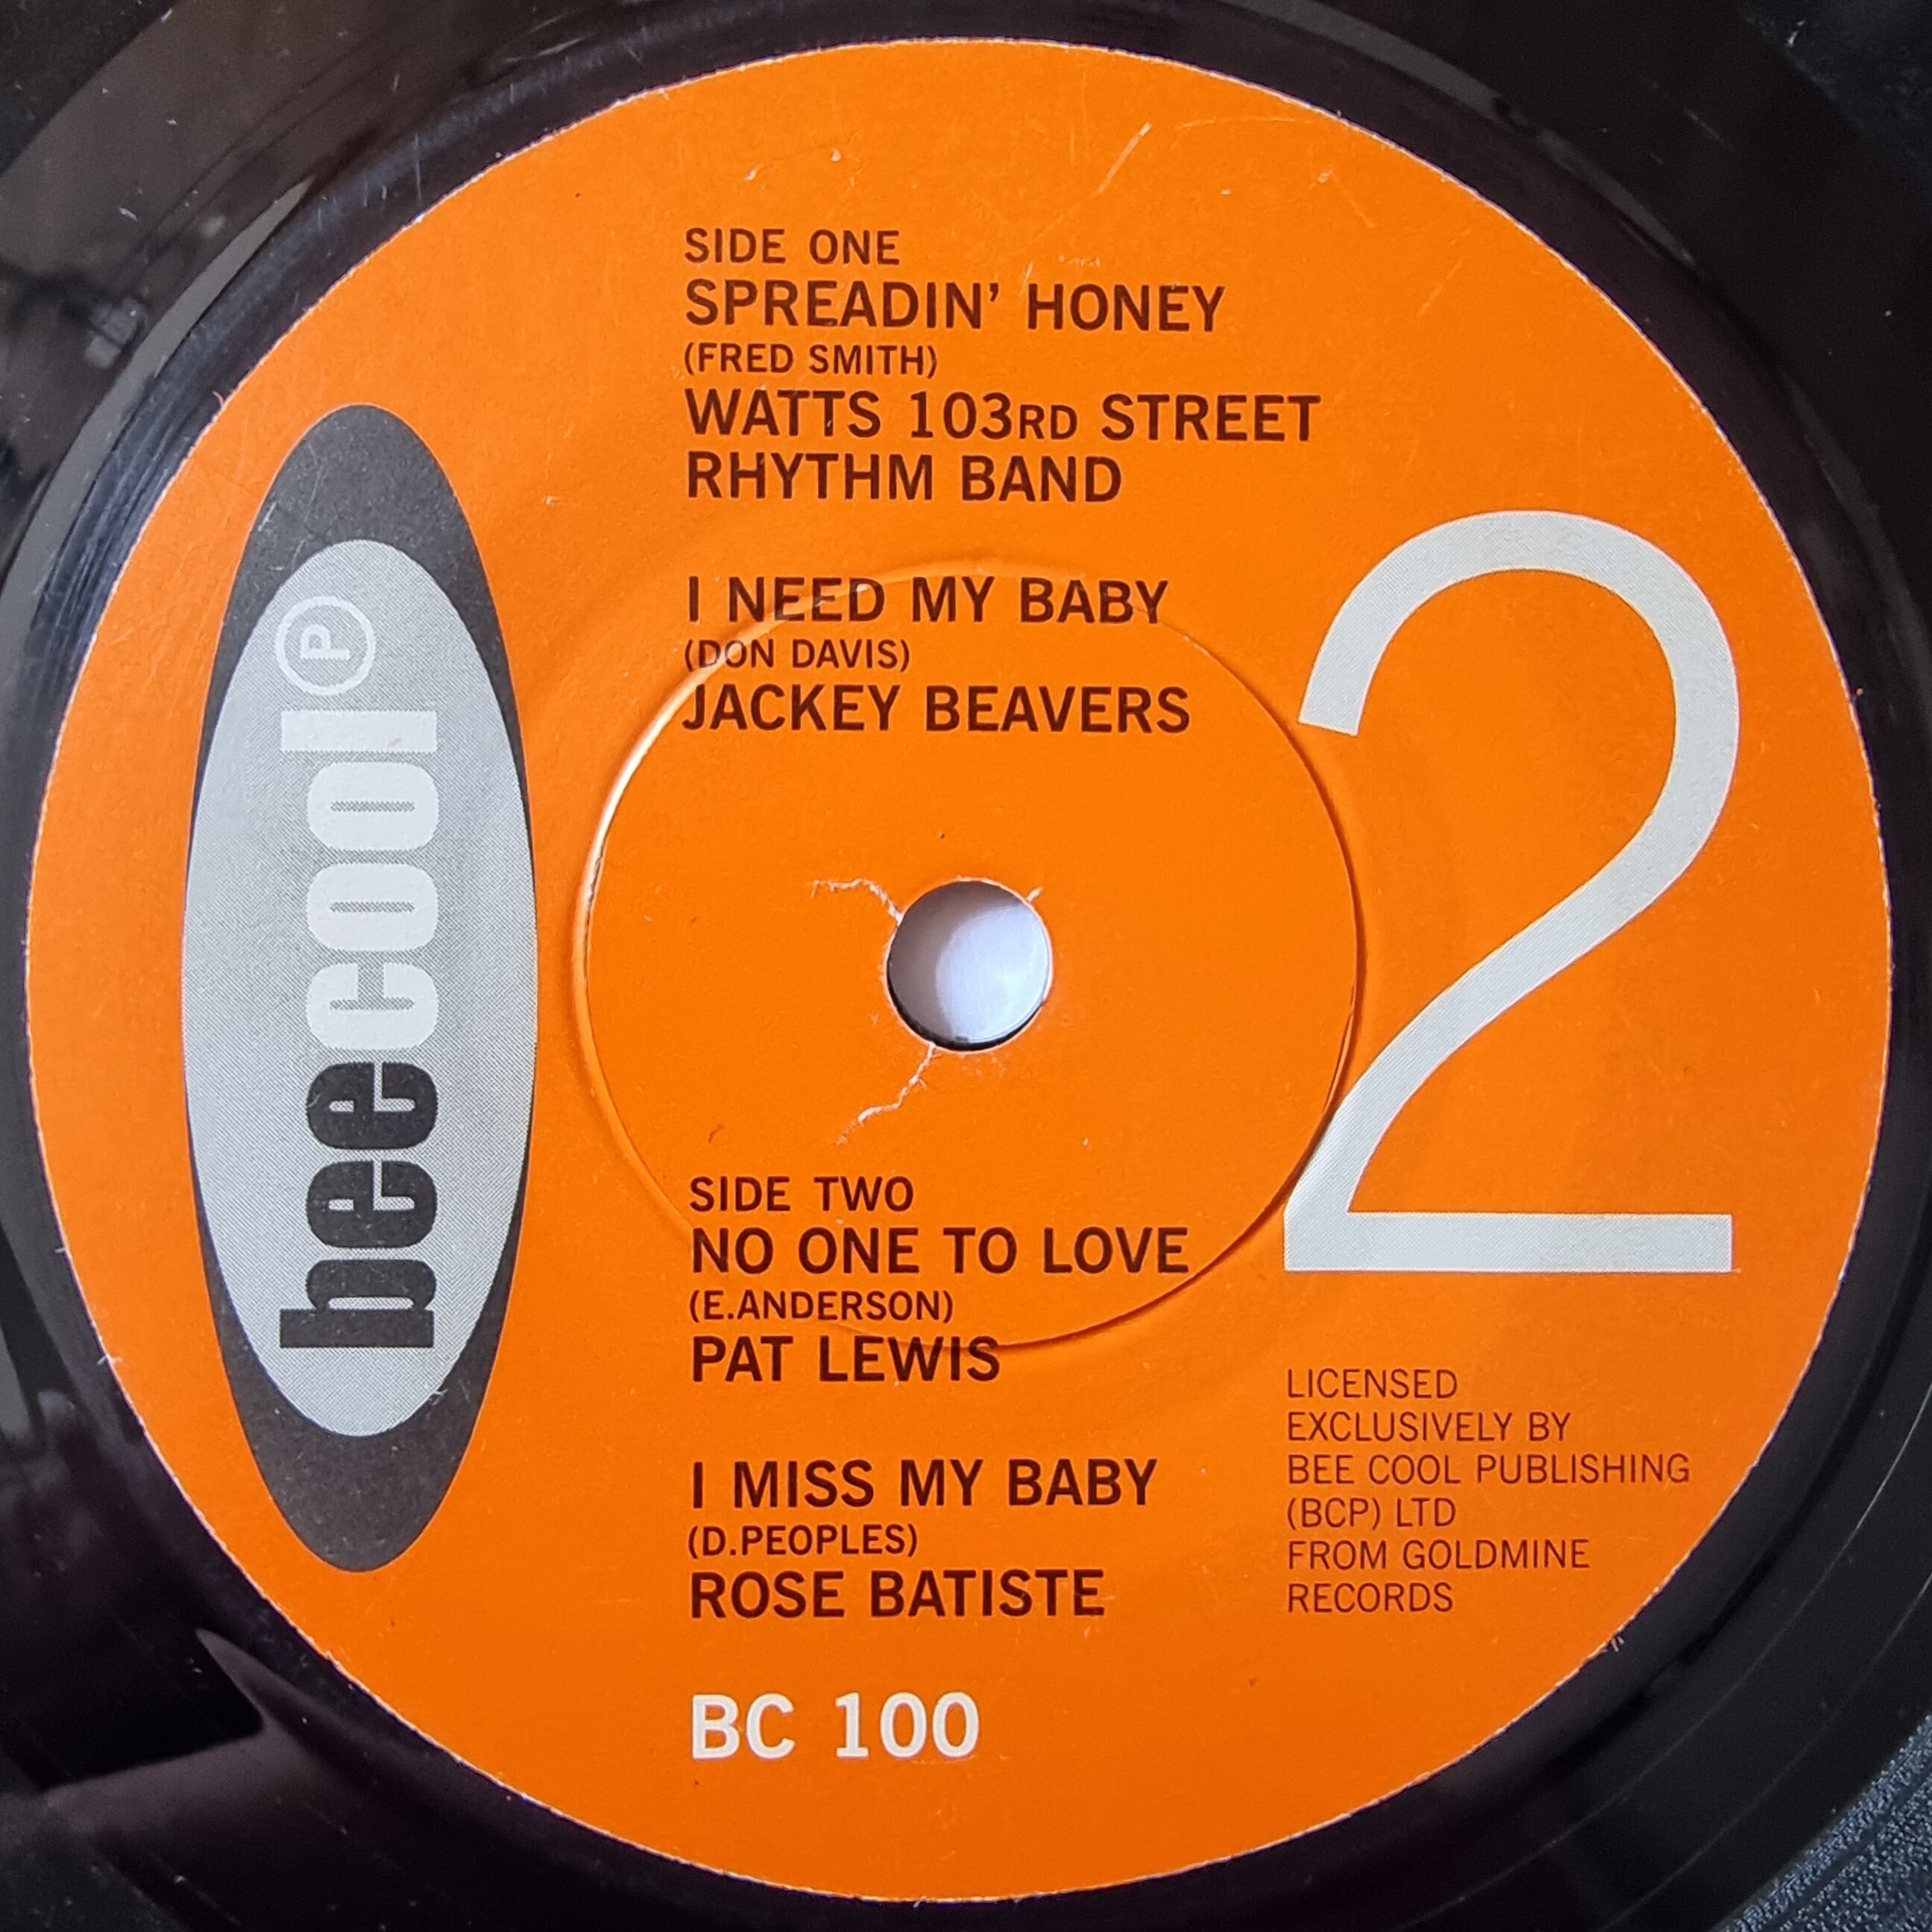 SIDE ONE
SPREADIN' HONEY
(FRED SMITH)
WATTS 103RD STREET
RHYTHM BAND
I NEED MY BABY
(DON DAVIS)
JACKEY BEAVERS
beecool Ⓟ
2
SIDE TWO
NO ONE TO LOVE
(E.ANDERSON)
PAT LEWIS
I MISS MY BABY
(D.PEOPLES)
ROSE BATISTE
LICENSED
EXCLUSIVELY BY
BEE COOL PUBLISHING
(BCP) LTD
FROM GOLDMINE
RECORDS
BC 100